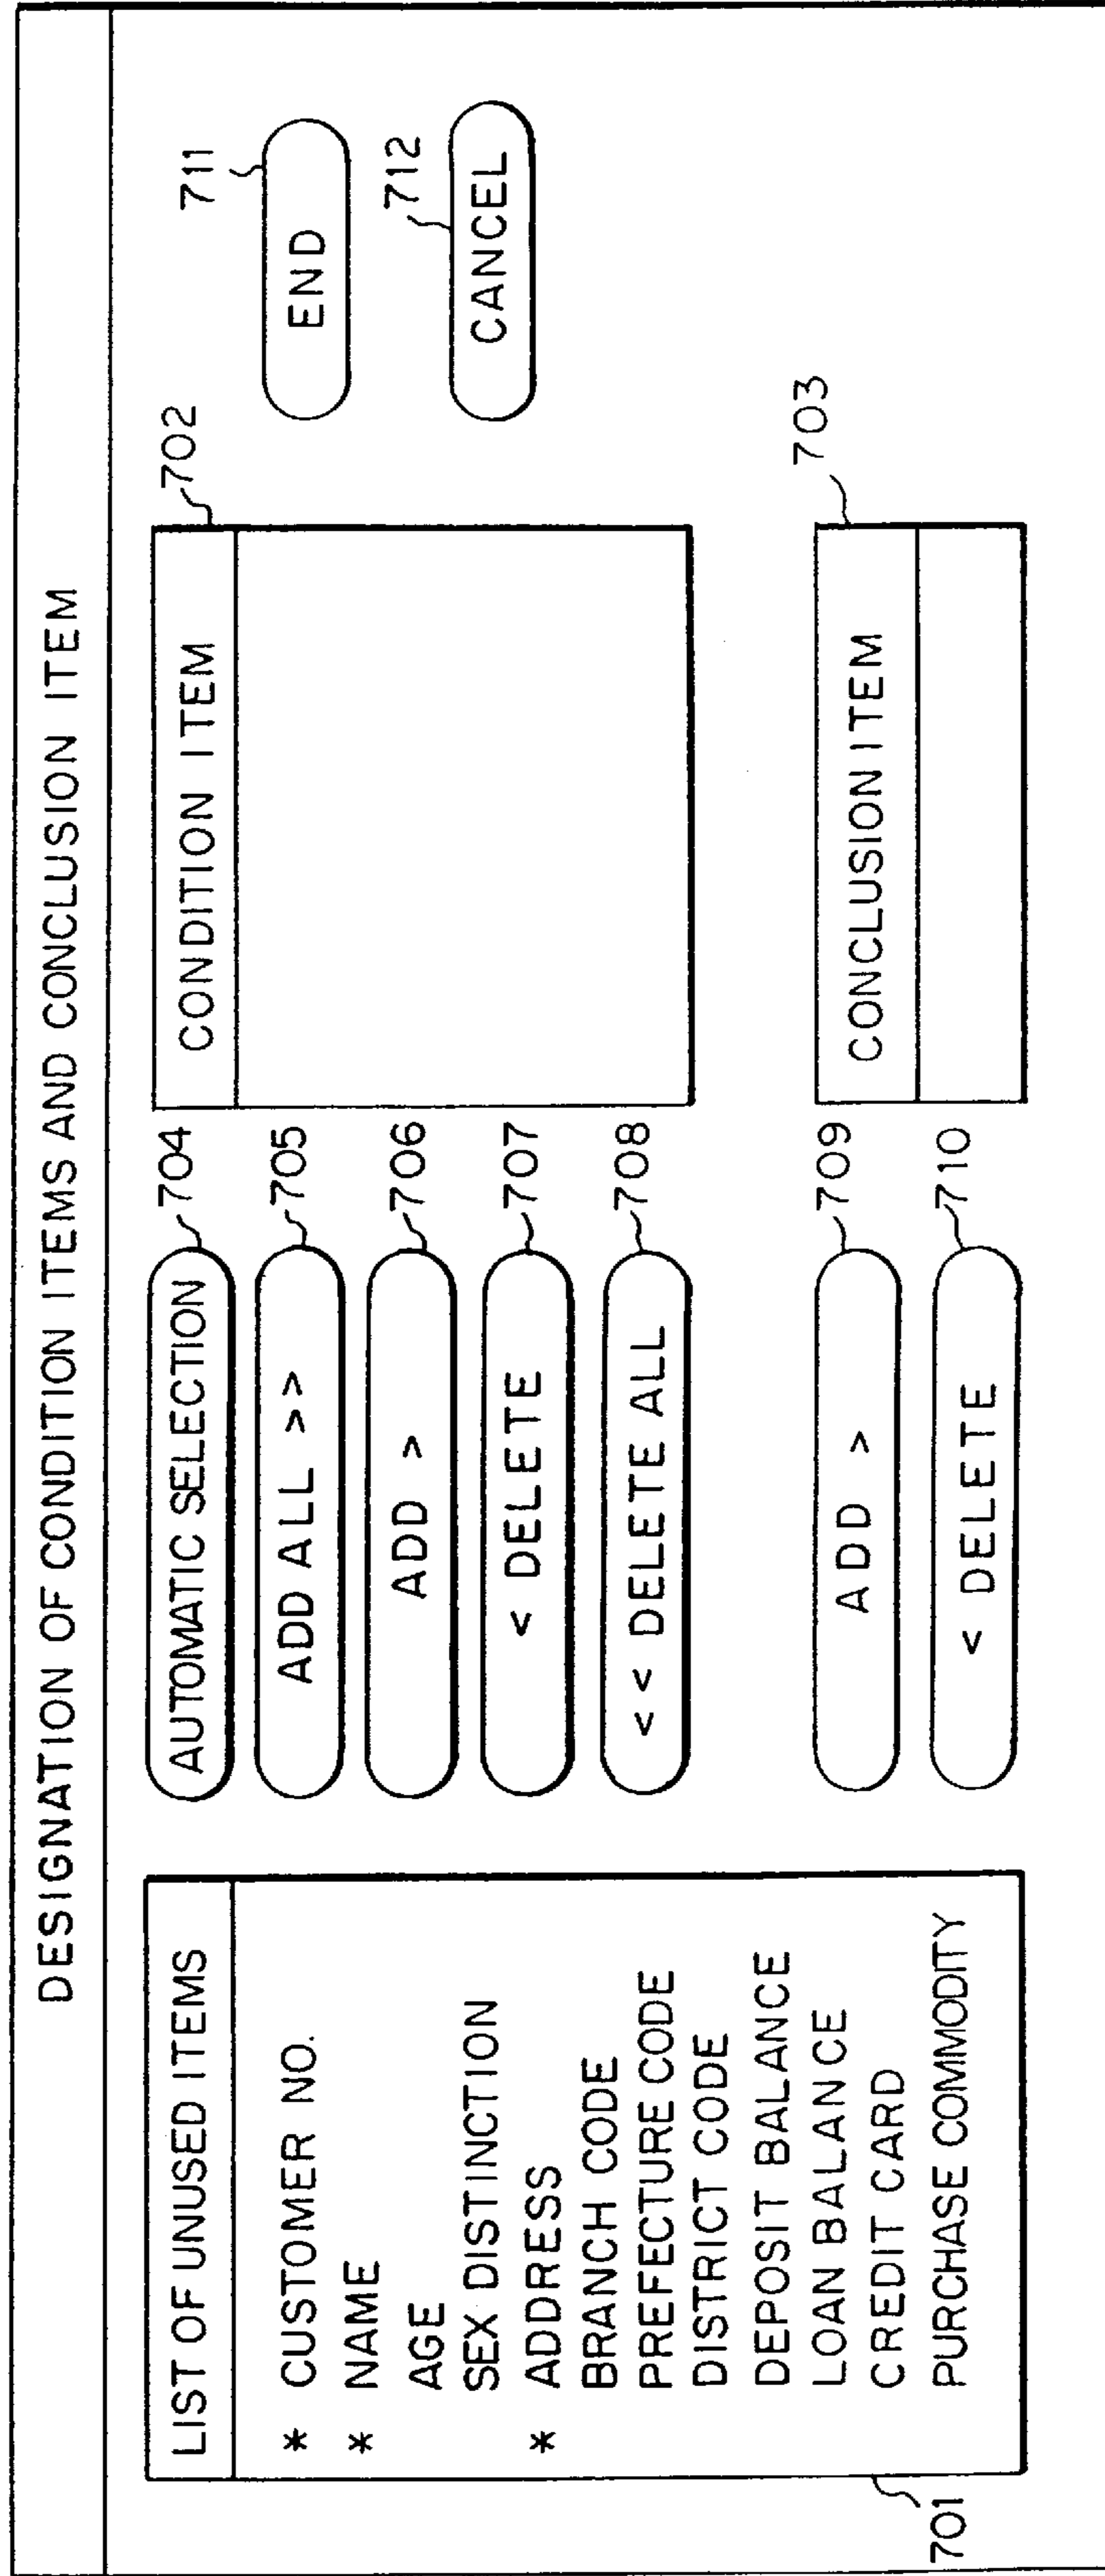 DESIGNATION OF CONDITION ITEMS AND CONCLUSION ITEM
LIST OF UNUSED ITEMS
* CUSTOMER NO.
* NAME
AGE
SEX DISTINCTION
* ADDRESS
BRANCH CODE
PREFECTURE CODE
DISTRICT CODE
DEPOSIT BALANCE
LOAN BALANCE
CREDIT CARD
PURCHASE COMMODITY
701
AUTOMATIC SELECTION
704
ADD ALL >>
705
ADD >
706
< DELETE
707
<< DELETE ALL
708
ADD >
709
< DELETE
710
CONDITION ITEM
702
CONCLUSION ITEM
703
END
711
CANCEL
712